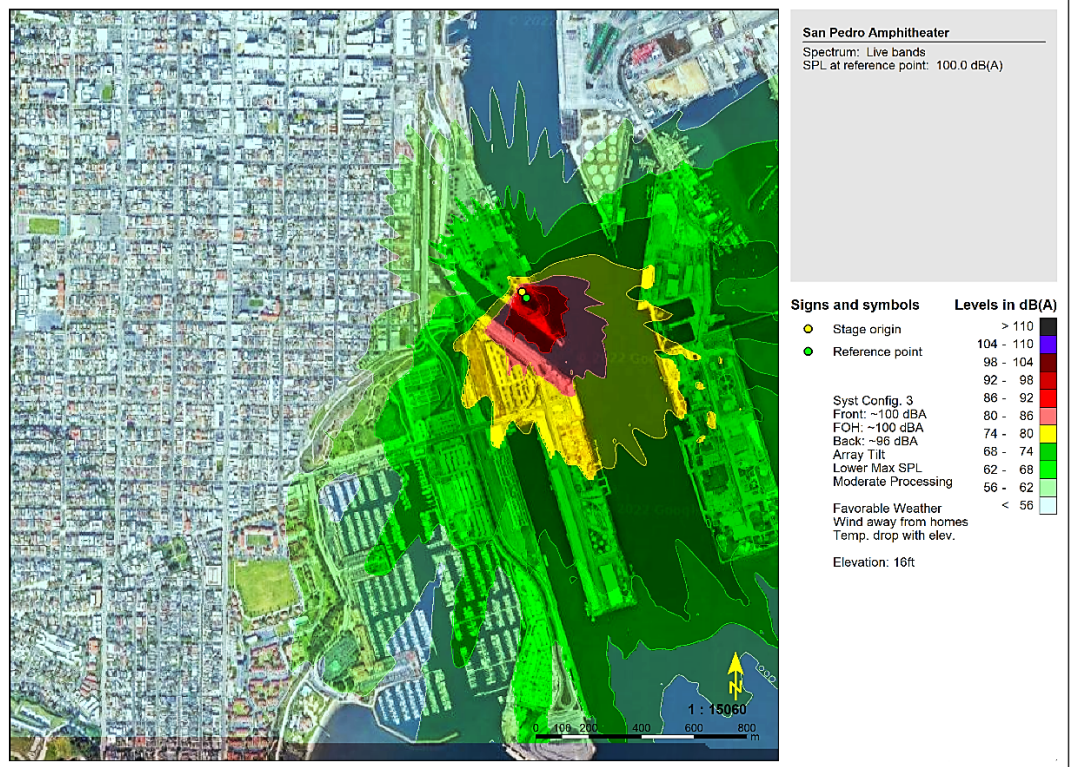 San Pedro Amphitheater
Spectrum: Live bands
SPL at reference point: 100.0 dB(A)
Signs and symbols
Stage origin
Reference point
Syst Config. 3
Front: ~100 dBA
FOH: ~100 dBA
Back: ~96 dBA
Array Tilt
Lower Max SPL
Moderate Processing
Favorable Weather
Wind away from homes
Temp. drop with elev.
Elevation: 16ft
Levels in dB(A)
> 110
104 - 110
98 - 104
92 - 98
86 - 92
80 - 86
74 - 80
68 - 74
62 - 68
56 - 62
< 56
N
1 : 15060
0 100 200 400 600 800
m